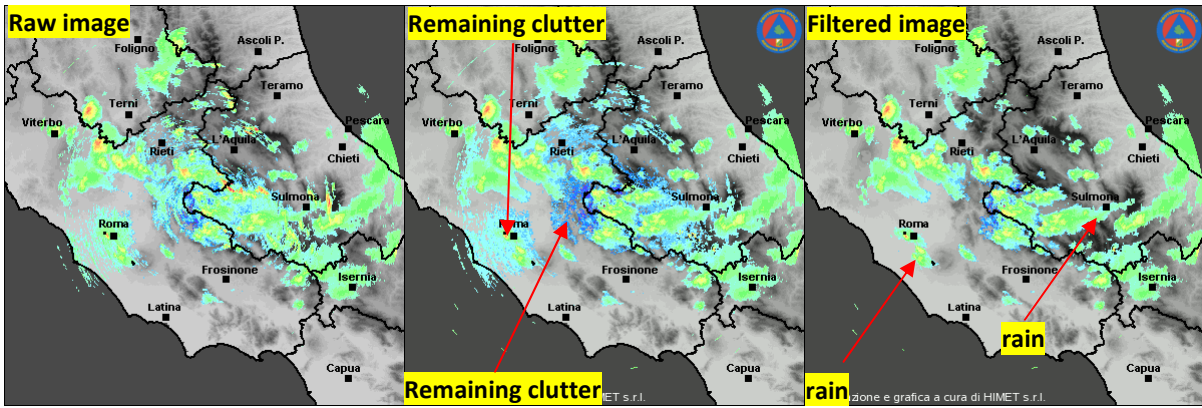 Raw image
Foligno
Ascoli P.
Teramo
Terni
Viterbo
Pescara
Rieti
L'Aquila
Chieti
Sulmona
Roma
Frosinone
Isernia
Latina
Capua
Remaining clutter
Ascoli P.
Teramo
Terni
Viterbo
Pescara
Rieti
L'Aquila
Chieti
Sulmona
Roma
Frosinone
Isernia
Latina
Capua
Remaining clutter
IMET s.r.l.
Filtered image
Foligno
Ascoli P.
Teramo
Terni
Viterbo
Pescara
Rieti
L'Aquila
Chieti
Sulmona
Roma
Frosinone
Isernia
Latina
rain
Capua
rain
zione e grafica a cura di HIMET s.r.l.